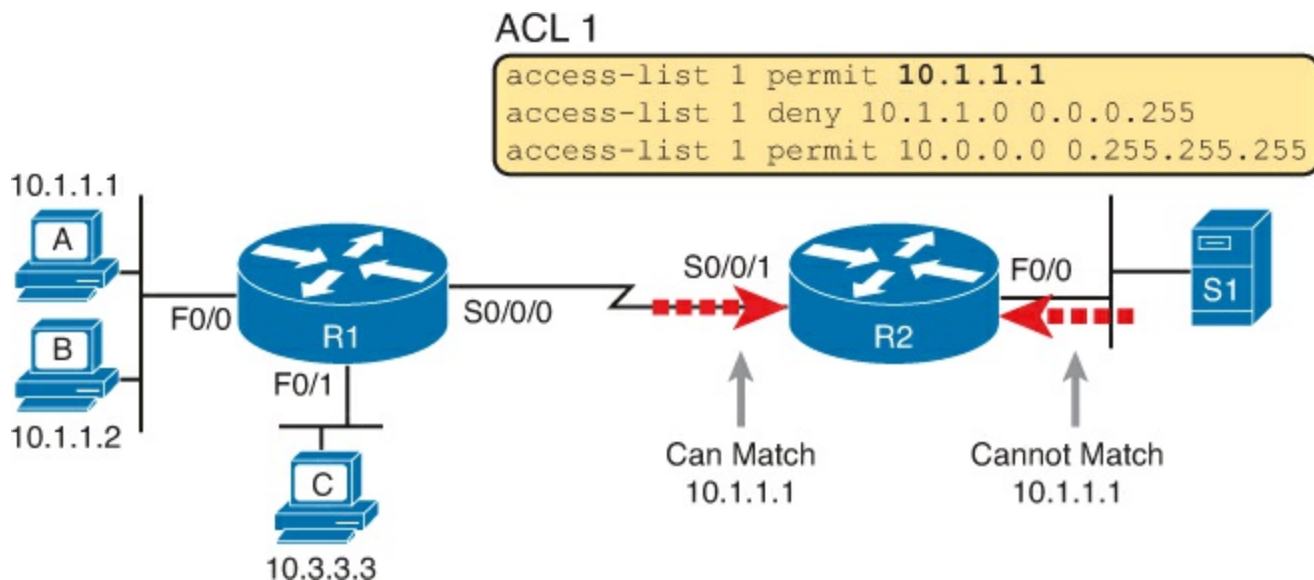 ACL 1
access-list 1 permit 10.1.1.1
access-list 1 deny 10.1.1.0 0.0.0.255
access-list 1 permit 10.0.0.0 0.255.255.255
10.1.1.1
A
B
10.1.1.2
F0/0
R1
S0/0/0
F0/1
C
10.3.3.3
S0/0/1
R2
F0/0
S1
Can Match
10.1.1.1
Cannot Match
10.1.1.1